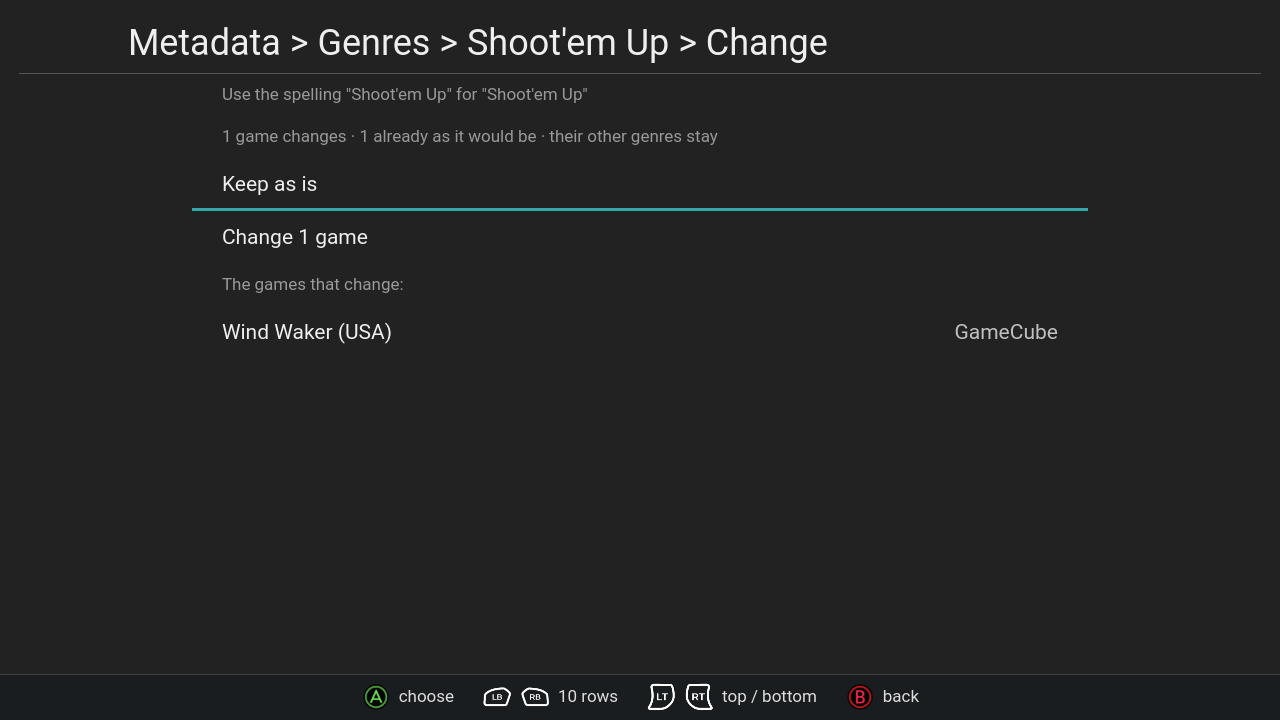 Metadata > Genres > Shoot'em Up > Change
Use the spelling "Shoot'em Up" for "Shoot'em Up"
1 game changes · 1 already as it would be · their other genres stay
Keep as is
Change 1 game
The games that change:
Wind Waker (USA) GameCube
A choose LB RB 10 rows LT RT top / bottom B back